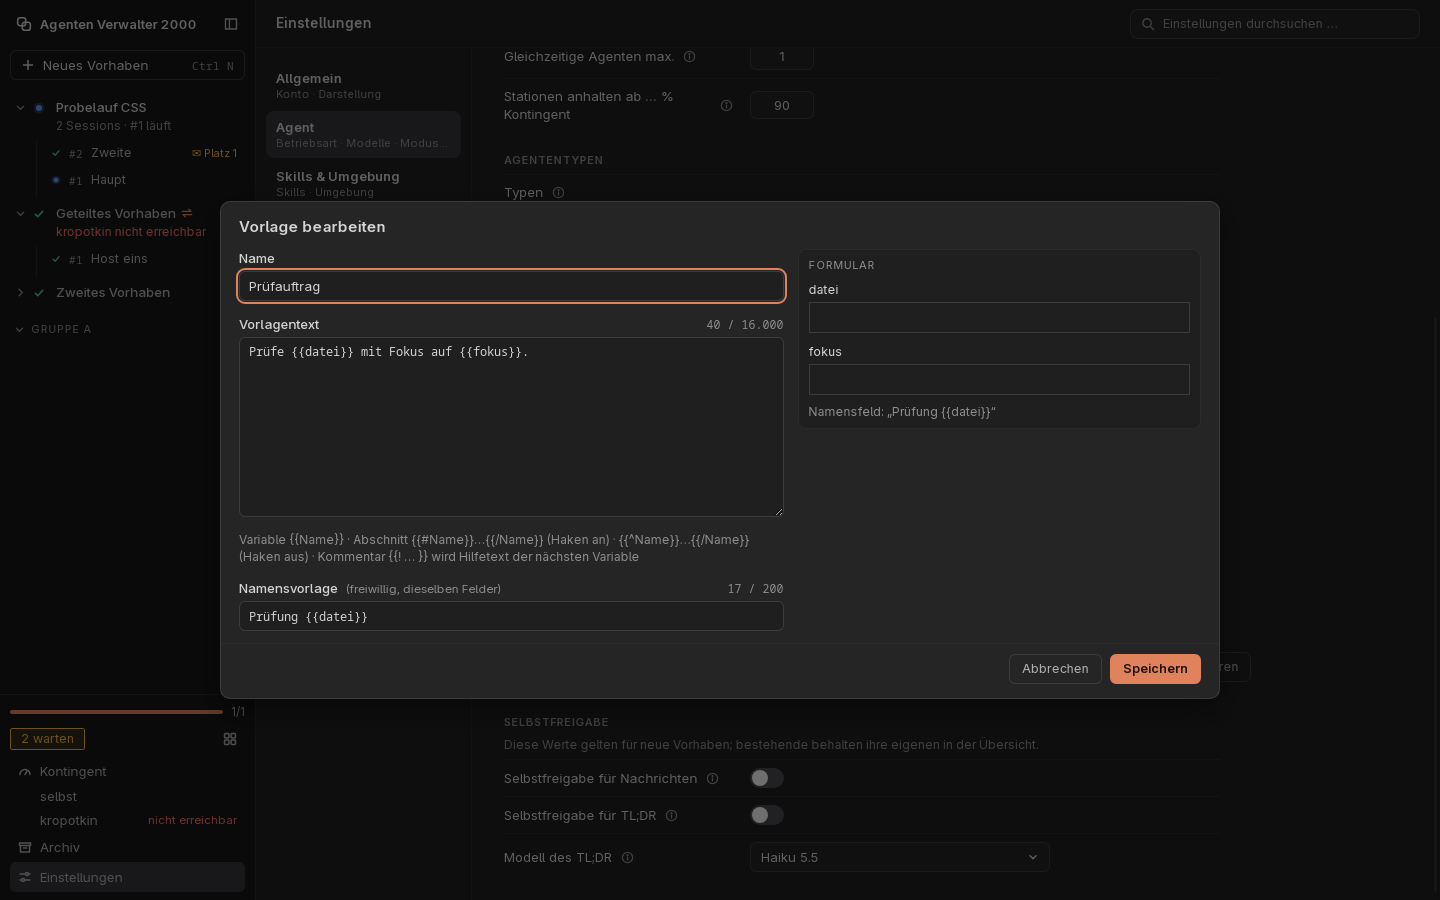 Agenten Verwalter 2000
Neues Vorhaben Ctrl N
Probelauf CSS
2 Sessions · #1 läuft
#2 Zweite ✉ Platz 1
#1 Haupt
Geteiltes Vorhaben ⇄
kropotkin nicht erreichbar
#1 Host eins
Zweites Vorhaben
GRUPPE A
1/1
2 warten
Kontingent
selbst
kropotkin nicht erreichbar
Archiv
Einstellungen
Einstellungen
Einstellungen durchsuchen …
Allgemein
Konto · Darstellung
Agent
Betriebsart · Modelle · Modus…
Skills & Umgebung
Skills · Umgebung
Gleichzeitige Agenten max. 1
Stationen anhalten ab … %
Kontingent 90
AGENTENTYPEN
Typen
Vorlage bearbeiten
Name
Prüfauftrag
Vorlagentext 40 / 16.000
Prüfe {{datei}} mit Fokus auf {{fokus}}.
Variable {{Name}} · Abschnitt {{#Name}}…{{/Name}} (Haken an) · {{^Name}}…{{/Name}}
(Haken aus) · Kommentar {{! … }} wird Hilfetext der nächsten Variable
Namensvorlage (freiwillig, dieselben Felder) 17 / 200
Prüfung {{datei}}
FORMULAR
datei
fokus
Namensfeld: „Prüfung {{datei}}“
Abbrechen
Speichern
ren
SELBSTFREIGABE
Diese Werte gelten für neue Vorhaben; bestehende behalten ihre eigenen in der Übersicht.
Selbstfreigabe für Nachrichten
Selbstfreigabe für TL;DR
Modell des TL;DR Haiku 5.5